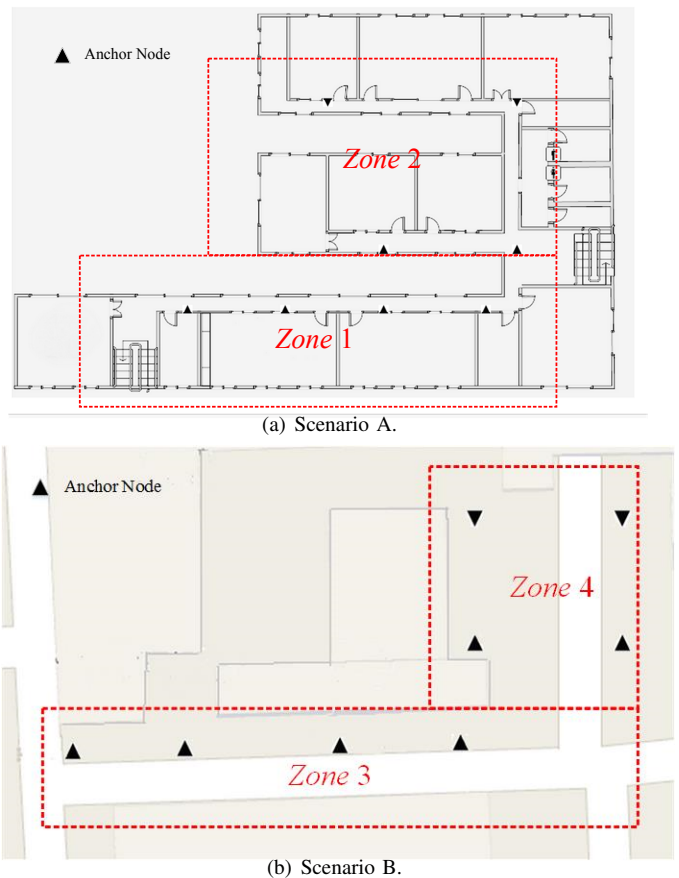 Anchor Node
Zone 2
Zone 1
(a) Scenario A.
Anchor Node
Zone 4
Zone 3
(b) Scenario B.